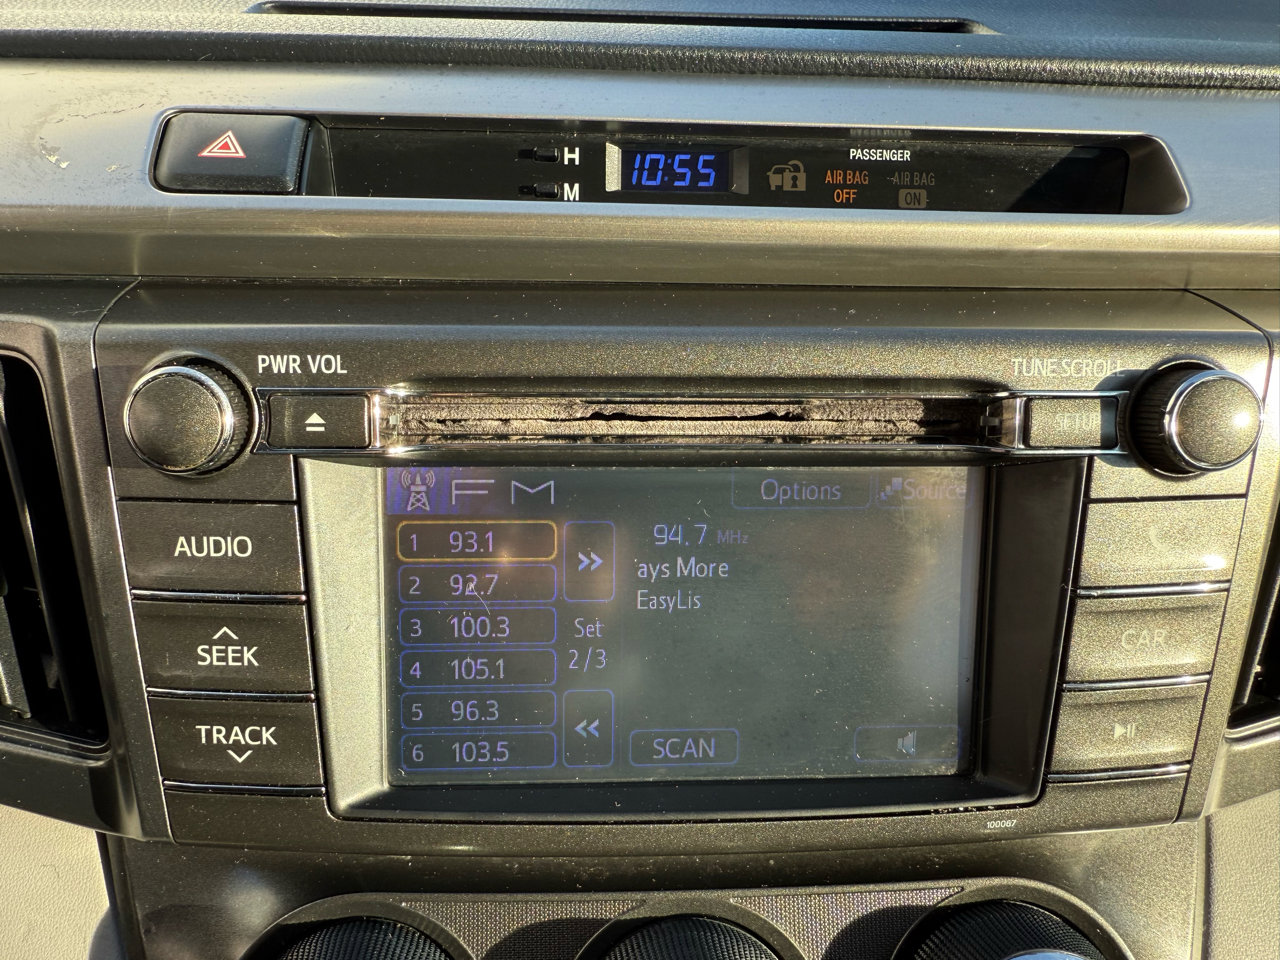 H
10:55
M
PASSENGER
AIR BAG
OFF
AIR BAG
ON
PWR VOL
TUNE SCROLL
SETUP
FM
Options
Source
1 93.1
2 92.7
3 100.3
4 105.1
5 96.3
6 103.5
Set
2/3
94.7 MHz
ays More
EasyLis
SCAN
AUDIO
SEEK
TRACK
CAR
100067